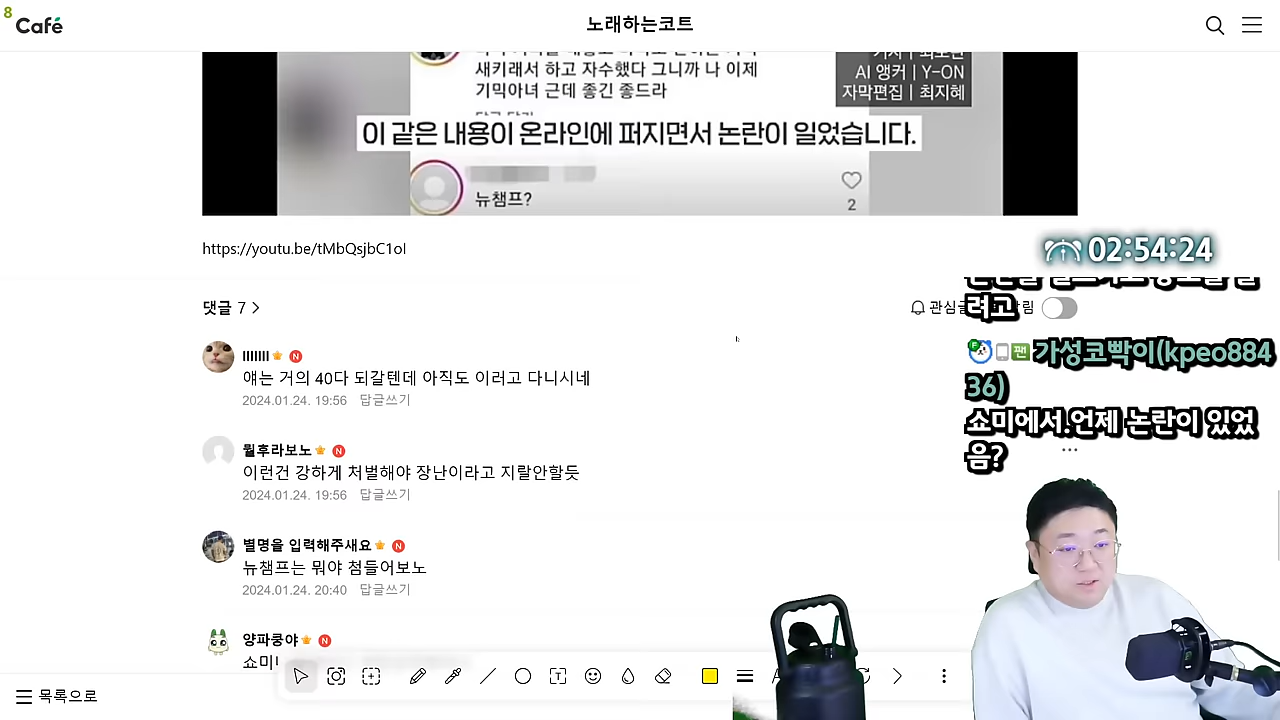 8
Café
노래하는코트
새키래서 하고 자수했다 그니까 나 이제
기믹아녀 근데 좋긴 좋드라
AI 앵커 | Y-ON
자막편집 | 최지혜
이 같은 내용이 온라인에 퍼지면서 논란이 일었습니다.
뉴챔프?
2
https://youtu.be/tMbQsjbC1oI
02:54:24
댓글 7
관심글
림
려고
lllllll N
얘는 거의 40다 되갈텐데 아직도 이러고 다니시네
2024.01.24. 19:56 답글쓰기
F 팬 가성코빡이(kpeo884
36)
쇼미에서.언제 논란이 있었
음?
뭘후라보노 N
이런건 강하게 처벌해야 장난이라고 지랄안할듯
2024.01.24. 19:56 답글쓰기
별명을 입력해주새요 N
뉴챔프는 뭐야 첨들어보노
2024.01.24. 20:40 답글쓰기
양파쿵야 N
쇼미
목록으로